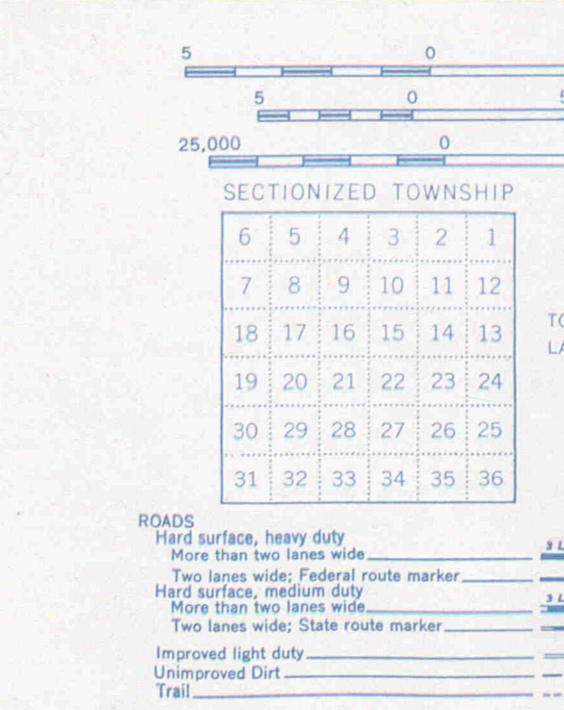 5 0
5 0 5
25,000 0
SECTIONIZED TOWNSHIP
6 5 4 3 2 1
7 8 9 10 11 12
18 17 16 15 14 13
19 20 21 22 23 24
30 29 28 27 26 25
31 32 33 34 35 36
ROADS
Hard surface, heavy duty
More than two lanes wide
Two lanes wide; Federal route marker
Hard surface, medium duty
More than two lanes wide
Two lanes wide; State route marker
Improved light duty
Unimproved Dirt
Trail